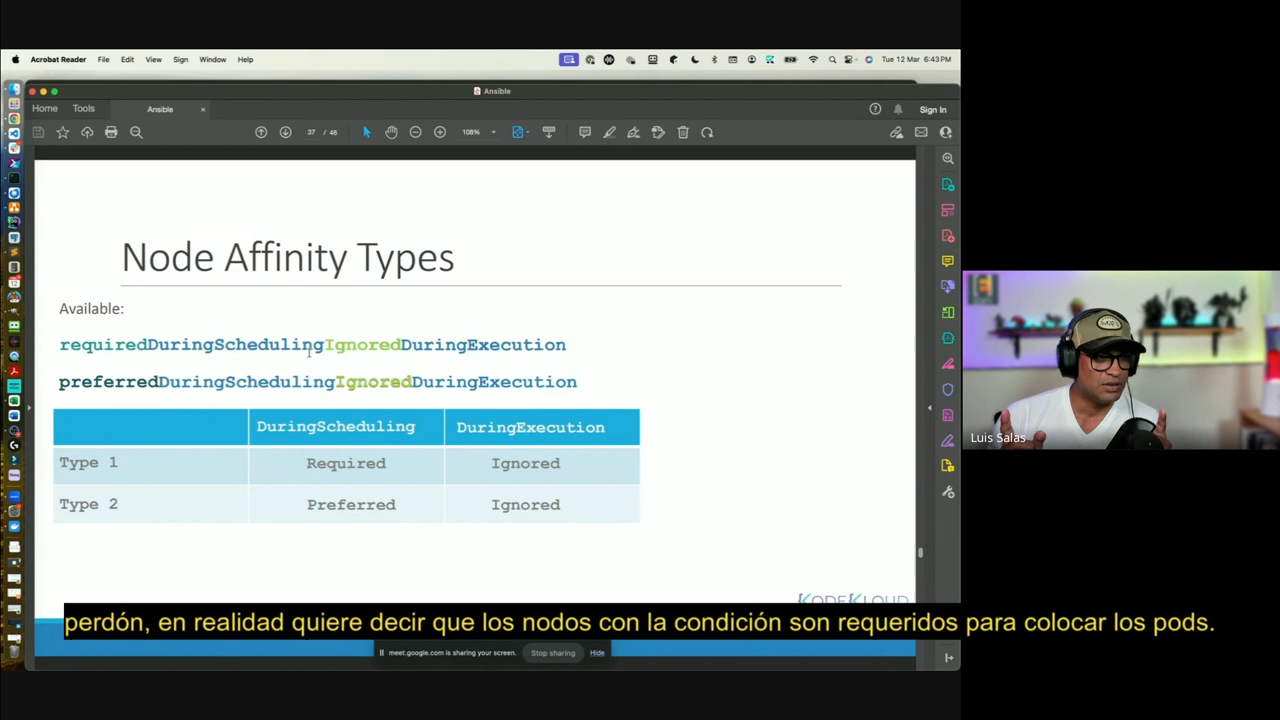 Acrobat Reader File Edit View Sign Window Help
Tue 12 Mar 6:43PM
Ansible
Home Tools Ansible ×
Sign In
37 / 46
108%
Node Affinity Types
Available:
requiredDuringSchedulingIgnoredDuringExecution
preferredDuringSchedulingIgnoredDuringExecution
DuringScheduling DuringExecution
Type 1 Required Ignored
Type 2 Preferred Ignored
KODEKLOUD
Luis Salas
perdón, en realidad quiere decir que los nodos con la condición son requeridos para colocar los pods.
meet.google.com is sharing your screen. Stop sharing Hide